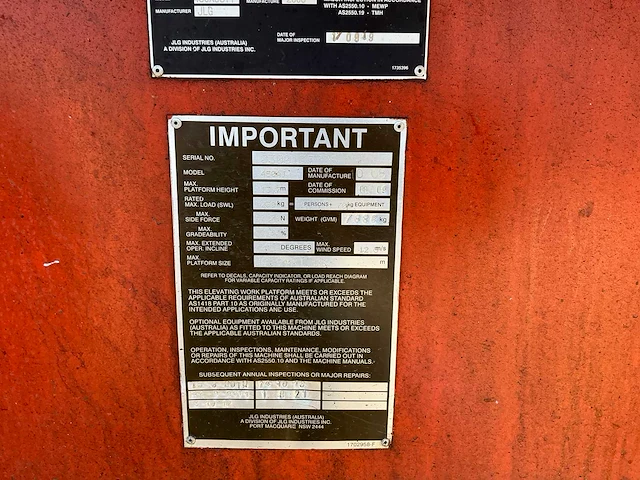 MANUFACTURER JLG
MANUFACTURE
WITH AS2550.10 - MEWP
AS2550.19 - TMH
JLG INDUSTRIES (AUSTRALIA)
A DIVISION OF JLG INDUSTRIES INC.
DATE OF
MAJOR INSPECTION
IMPORTANT
SERIAL NO.
MODEL
DATE OF
MANUFACTURE
MAX.
PLATFORM HEIGHT m
DATE OF
COMMISSION
RATED
MAX. LOAD (SWL) kg = PERSONS + kg EQUIPMENT
MAX.
SIDE FORCE N WEIGHT (GVM) kg
MAX.
GRADEABILITY %
MAX. EXTENDED
OPER. INCLINE DEGREES
MAX.
WIND SPEED m/s
MAX.
PLATFORM SIZE m
REFER TO DECALS, CAPACITY INDICATOR, OR LOAD REACH DIAGRAM
FOR VARIABLE CAPACITY RATINGS IF APPLICABLE.
THIS ELEVATING WORK PLATFORM MEETS OR EXCEEDS THE
APPLICABLE REQUIREMENTS OF AUSTRALIAN STANDARD
AS1418 PART 10 AS ORIGINALLY MANUFACTURED FOR THE
INTENDED APPLICATIONS AND USE.
OPTIONAL EQUIPMENT AVAILABLE FROM JLG INDUSTRIES
(AUSTRALIA) AS FITTED TO THIS MACHINE MEETS OR EXCEEDS
THE APPLICABLE AUSTRALIAN STANDARDS.
OPERATION, INSPECTIONS, MAINTENANCE, MODIFICATIONS
OR REPAIRS OF THIS MACHINE SHALL BE CARRIED OUT IN
ACCORDANCE WITH AS2550.10 AND THE MACHINE MANUALS.
SUBSEQUENT ANNUAL INSPECTIONS OR MAJOR REPAIRS:
JLG INDUSTRIES (AUSTRALIA)
A DIVISION OF JLG INDUSTRIES INC.
PORT MACQUARIE NSW 2444
1702958-F